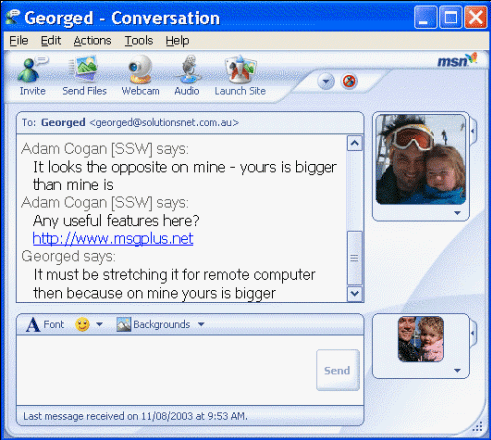 Georged - Conversation
File Edit Actions Tools Help
msn
Invite Send Files Webcam Audio Launch Site
To: Georged <georged@solutionsnet.com.au>
Adam Cogan [SSW] says:
It looks the opposite on mine - yours is bigger
than mine is
Adam Cogan [SSW] says:
Any useful features here?
http://www.msgplus.net
Georged says:
It must be stretching it for remote computer
then because on mine yours is bigger
A Font Backgrounds
Send
Last message received on 11/08/2003 at 9:53 AM.